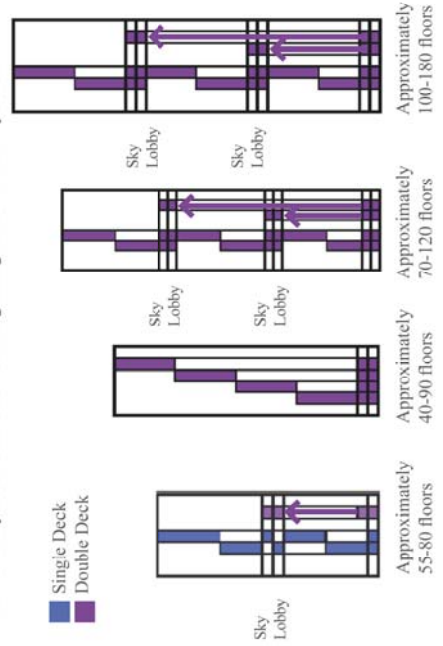 Single Deck
Double Deck
Sky
Lobby
Approximately
55-80 floors
Approximately
40-90 floors
Sky
Lobby
Sky
Lobby
Approximately
70-120 floors
Sky
Lobby
Sky
Lobby
Approximately
100-180 floors